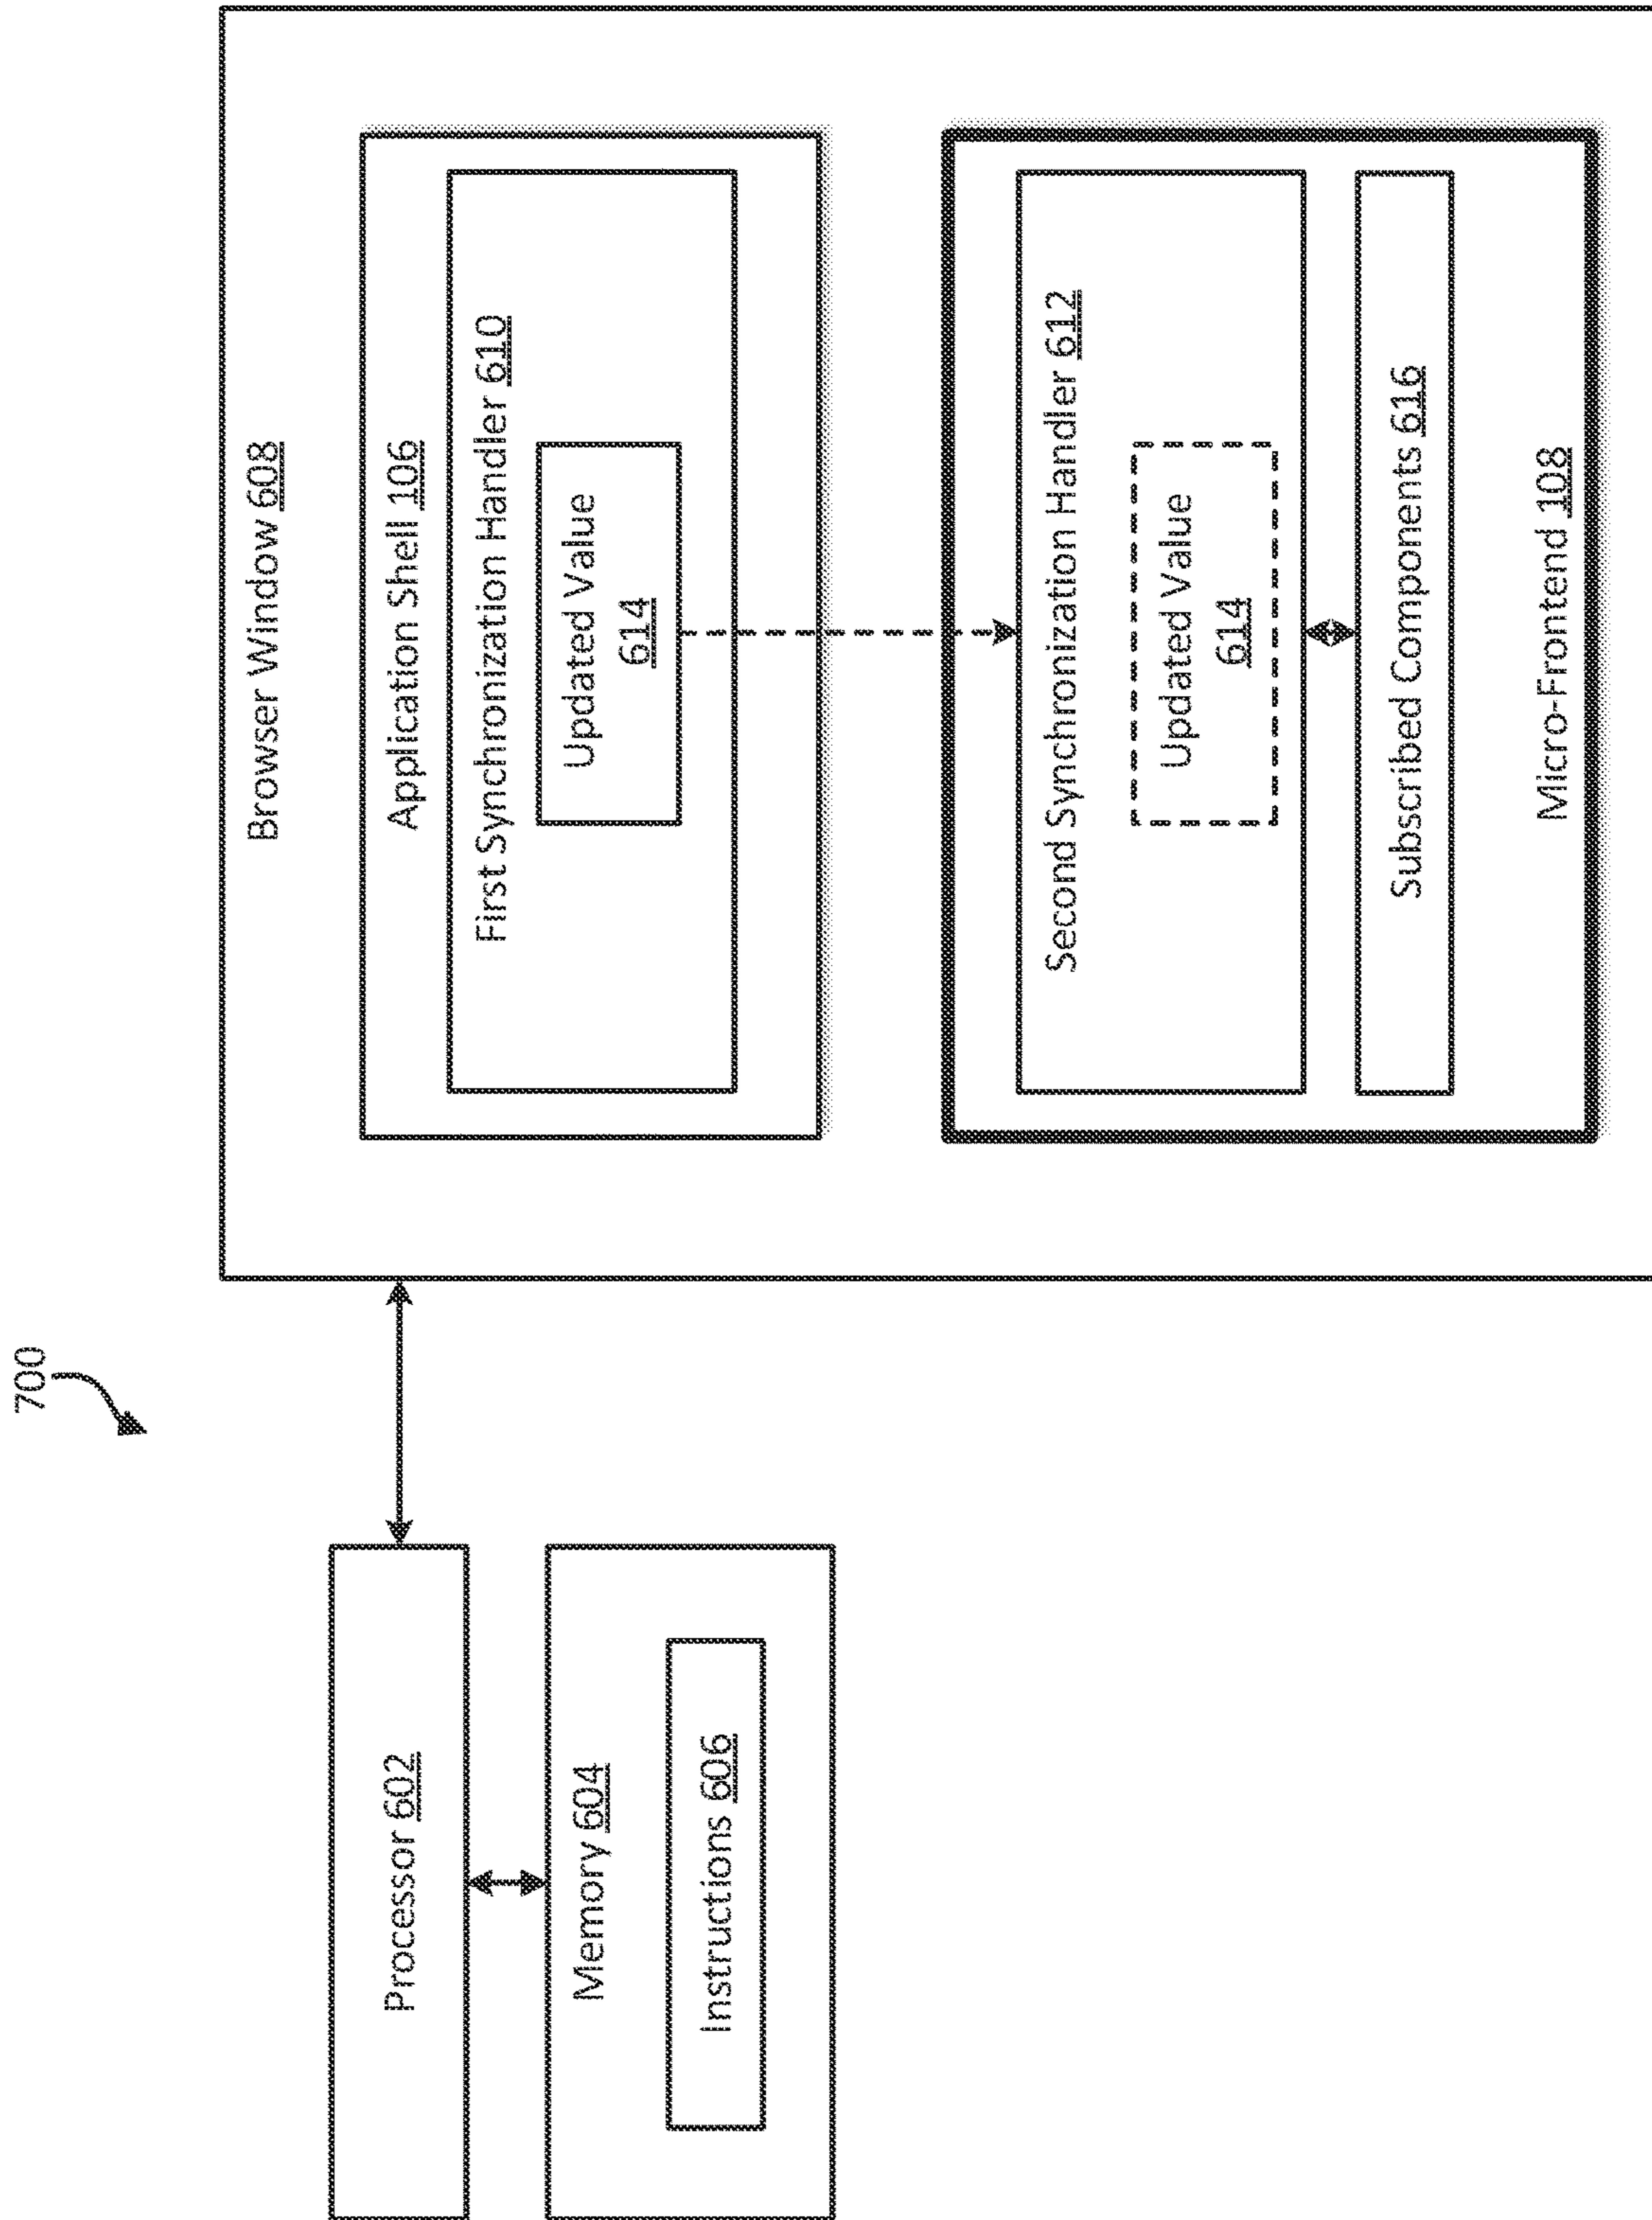 700
Processor 602
Memory 604
Instructions 606
Browser Window 608
Application Shell 106
First Synchronization Handler 610
Updated Value
614
Second Synchronization Handler 612
Updated Value
614
Subscribed Components 616
Micro-Frontend 108